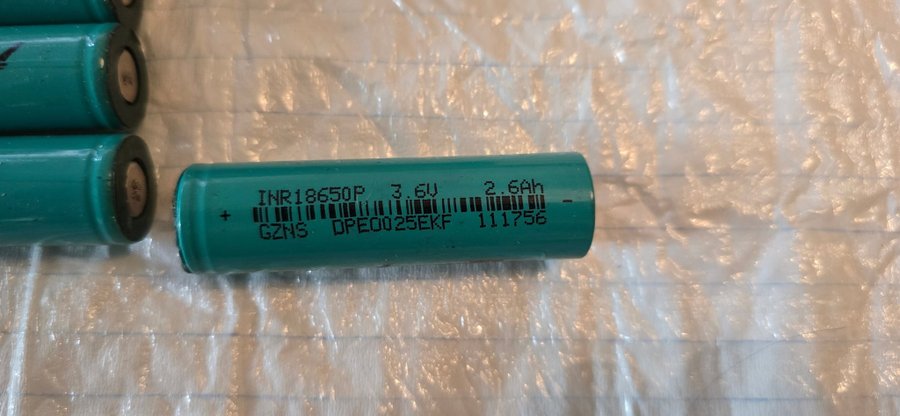 INR18650P 3.6V 2.6Ah
+ -
GZNS DPE0025EKF 111756